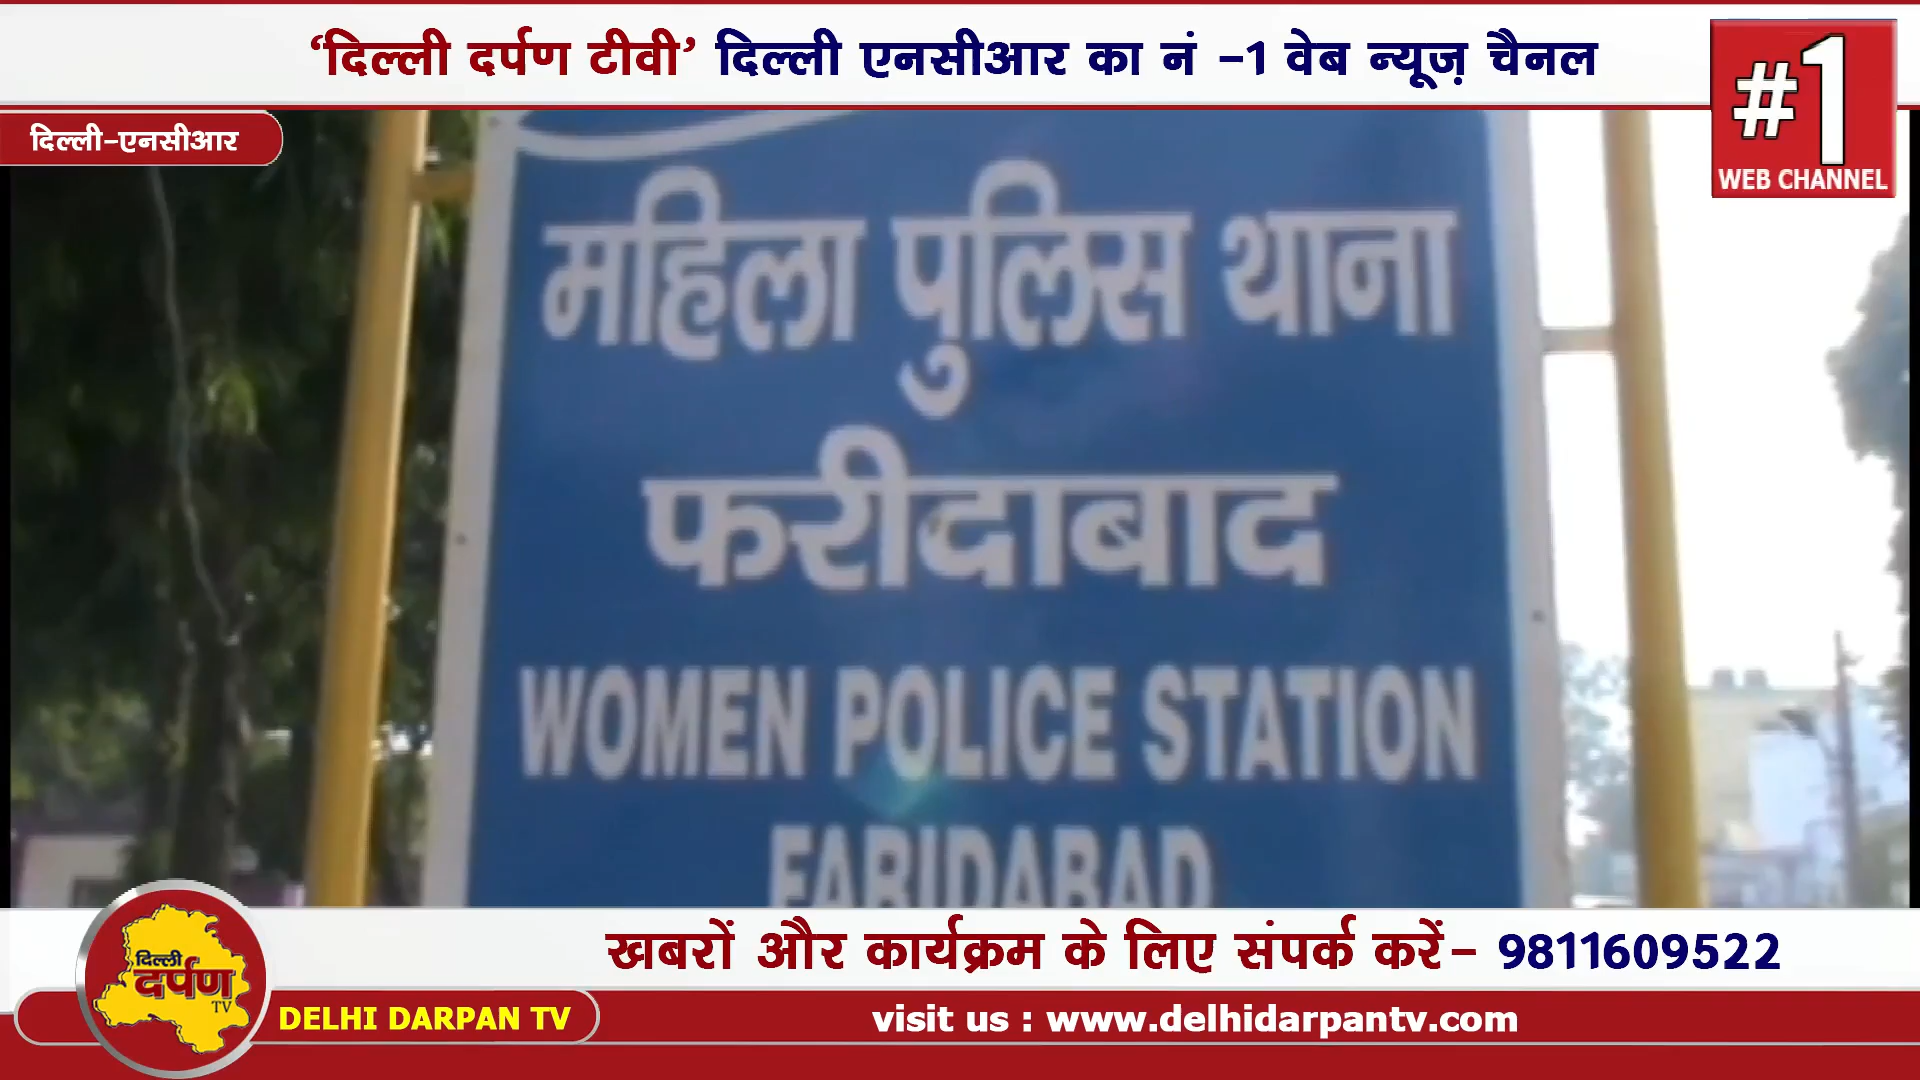 ‘दिल्ली दर्पण टीवी’ दिल्ली एनसीआर का नं -1 वेब न्यूज़ चैनल
#1
WEB CHANNEL
दिल्ली-एनसीआर
महिला पुलिस थाना
फरीदाबाद
WOMEN POLICE STATION
FARIDABAD
खबरों और कार्यक्रम के लिए संपर्क करें- 9811609522
दिल्ली
दर्पण
TV
DELHI DARPAN TV
visit us : www.delhidarpantv.com